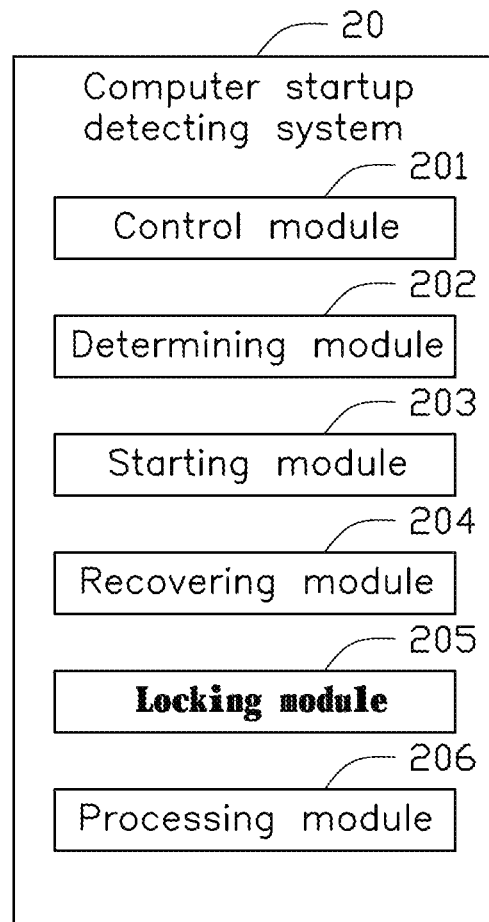 20
Computer startup
detecting system
201
Control module
202
Determining module
203
Starting module
204
Recovering module
205
Locking module
206
Processing module